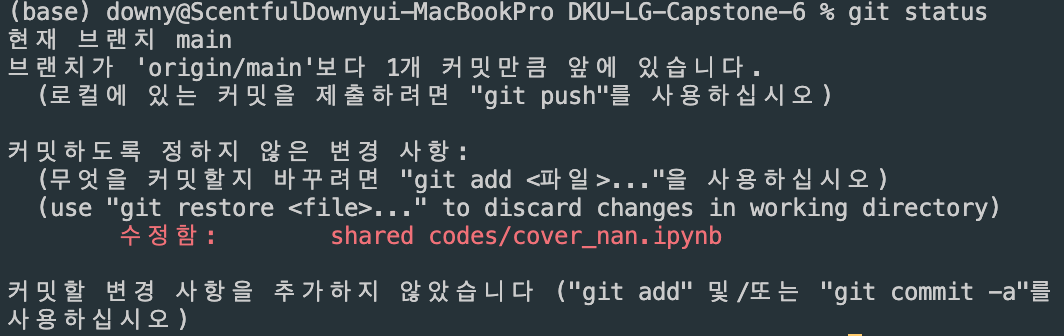 (base) downy@ScentfulDownyui-MacBookPro DKU-LG-Capstone-6 % git status
현재 브랜치 main
브랜치가 'origin/main'보다 1개 커밋만큼 앞에 있습니다.
(로컬에 있는 커밋을 제출하려면 "git push"를 사용하십시오)
커밋하도록 정하지 않은 변경 사항:
(무엇을 커밋할지 바꾸려면 "git add <파일>..."을 사용하십시오)
(use "git restore <file>..." to discard changes in working directory)
수정함: shared codes/cover_nan.ipynb
커밋할 변경 사항을 추가하지 않았습니다 ("git add" 및/또는 "git commit -a"를
사용하십시오)